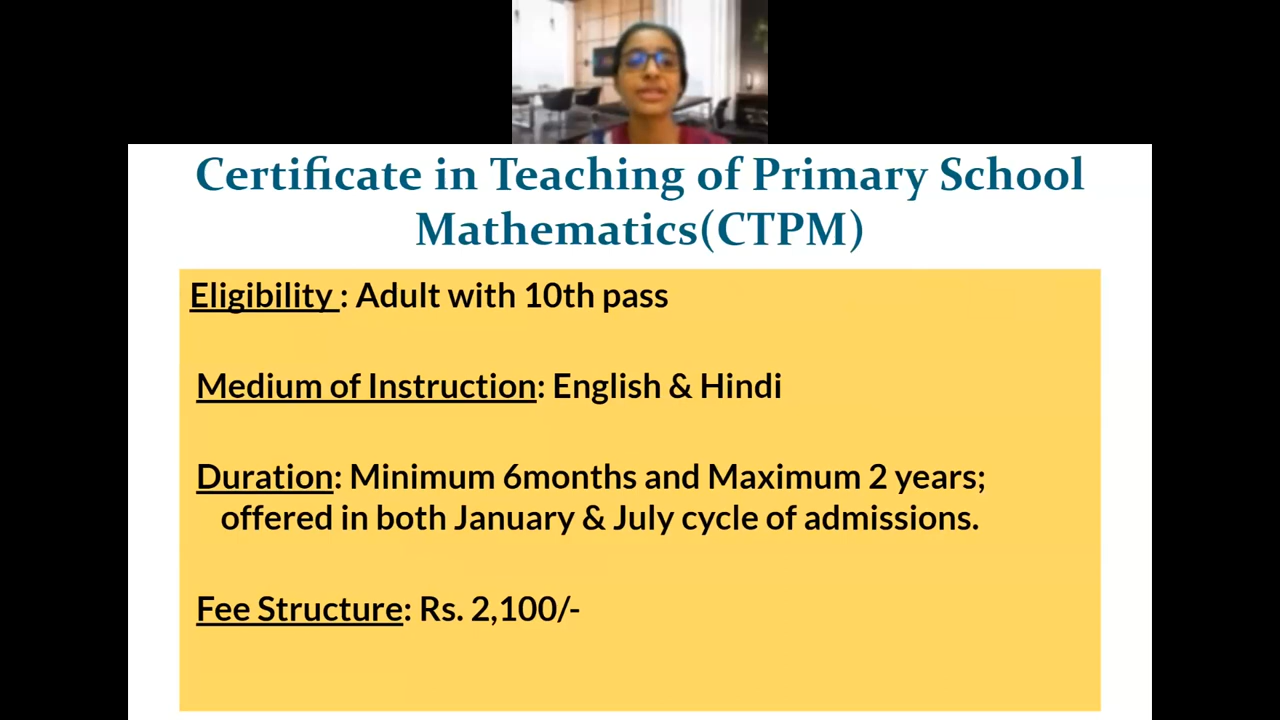 Certificate in Teaching of Primary School
Mathematics(CTPM)
Eligibility : Adult with 10th pass
Medium of Instruction: English & Hindi
Duration: Minimum 6months and Maximum 2 years;
offered in both January & July cycle of admissions.
Fee Structure: Rs. 2,100/-